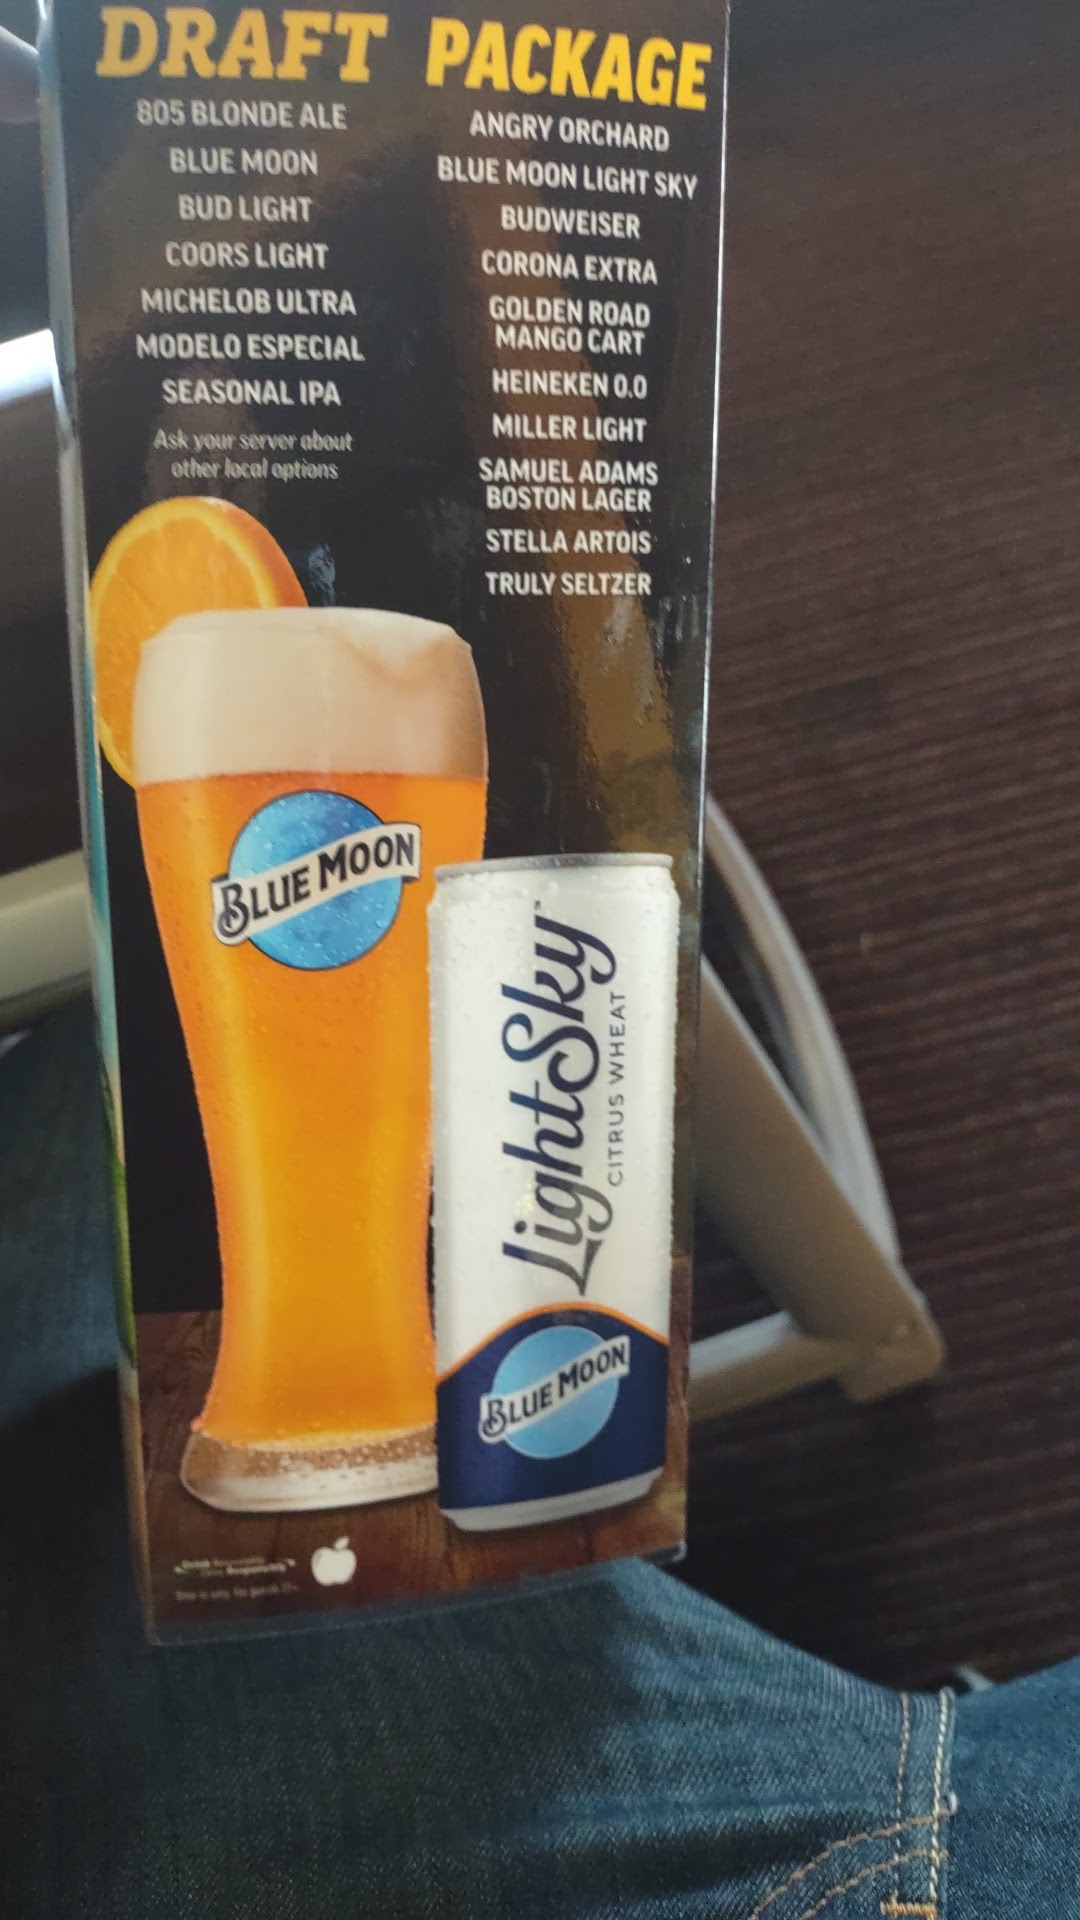 DRAFT
805 BLONDE ALE
BLUE MOON
BUD LIGHT
COORS LIGHT
MICHELOB ULTRA
MODELO ESPECIAL
SEASONAL IPA
Ask your server about
other local options
PACKAGE
ANGRY ORCHARD
BLUE MOON LIGHT SKY
BUDWEISER
CORONA EXTRA
GOLDEN ROAD
MANGO CART
HEINEKEN 0.0
MILLER LIGHT
SAMUEL ADAMS
BOSTON LAGER
STELLA ARTOIS
TRULY SELTZER
BLUE MOON
LightSky™
CITRUS WHEAT
BLUE MOON